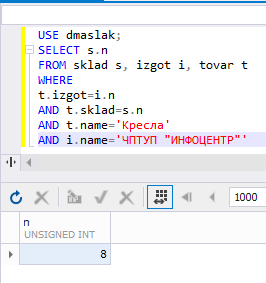 USE dmaslak;
SELECT s.n
FROM sklad s, izgot i, tovar t
WHERE
t.izgot=i.n
AND t.sklad=s.n
AND t.name='Кресла'
AND i.name='ЧПТУП "ИНФОЦЕНТР"'
1000
n
UNSIGNED INT
8